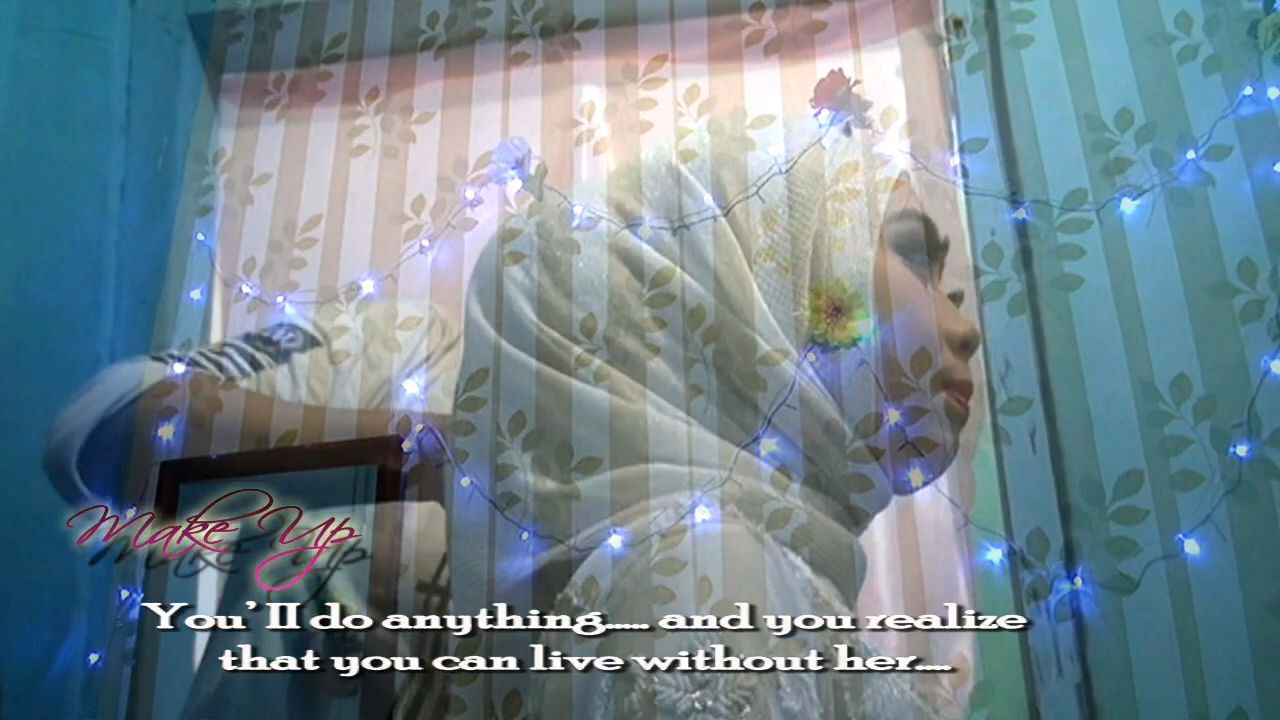 Make Up
You'll do anything..... and you realize
that you can live without her....